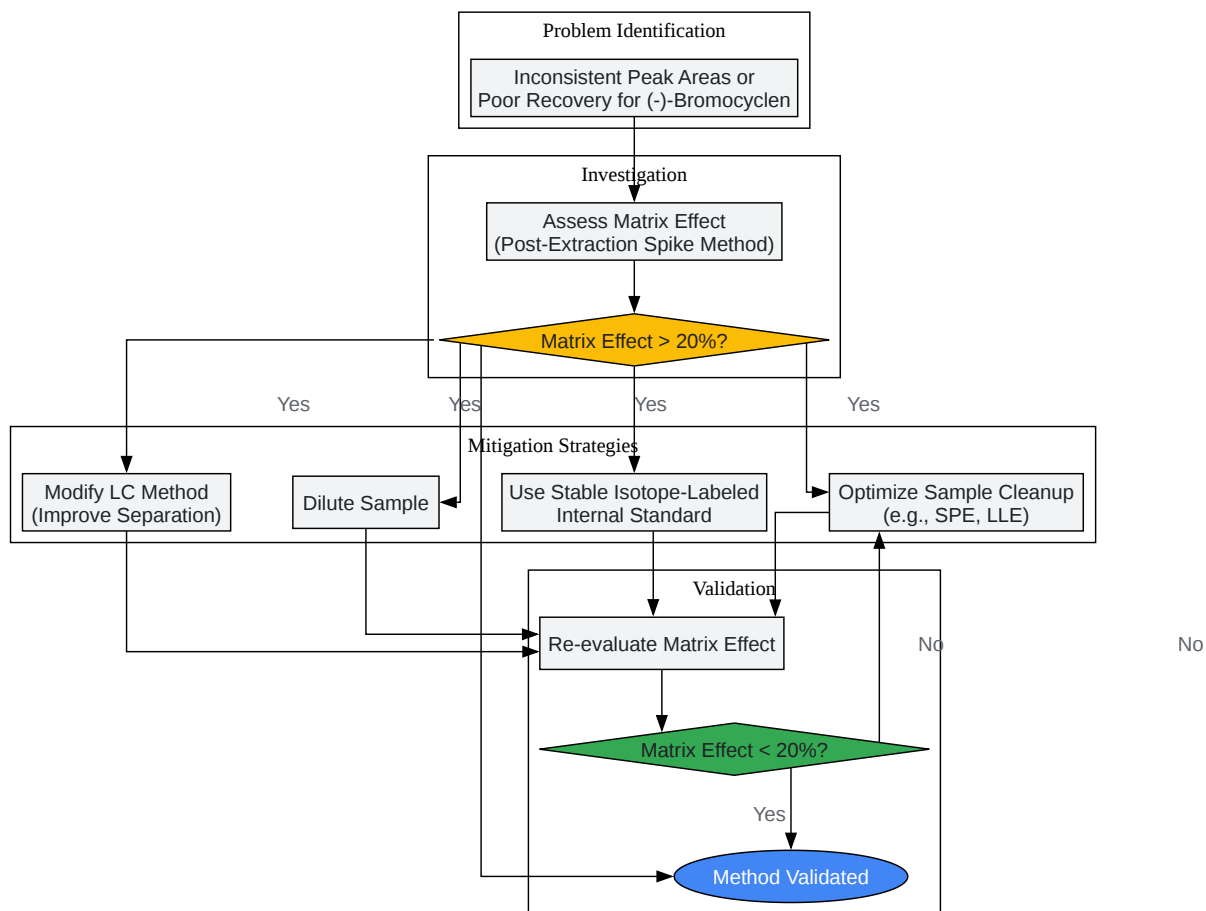 Problem Identification
Inconsistent Peak Areas or
Poor Recovery for (-)-Bromocyclen
Investigation
Assess Matrix Effect
(Post-Extraction Spike Method)
Matrix Effect > 20%?
Yes
Yes
Yes
Yes
Mitigation Strategies
Modify LC Method
(Improve Separation)
Dilute Sample
Use Stable Isotope-Labeled
Internal Standard
Optimize Sample Cleanup
(e.g., SPE, LLE)
Validation
Re-evaluate Matrix Effect
No
No
Matrix Effect < 20%?
Yes
Method Validated